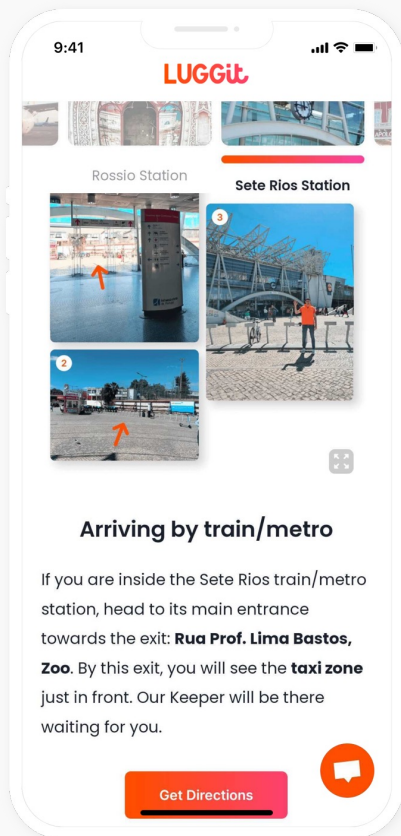 9:41
LUGGit
Rossio Station
Sete Rios Station
3
2
Arriving by train/metro
If you are inside the Sete Rios train/metro
station, head to its main entrance
towards the exit: Rua Prof. Lima Bastos,
Zoo. By this exit, you will see the taxi zone
just in front. Our Keeper will be there
waiting for you.
Get Directions